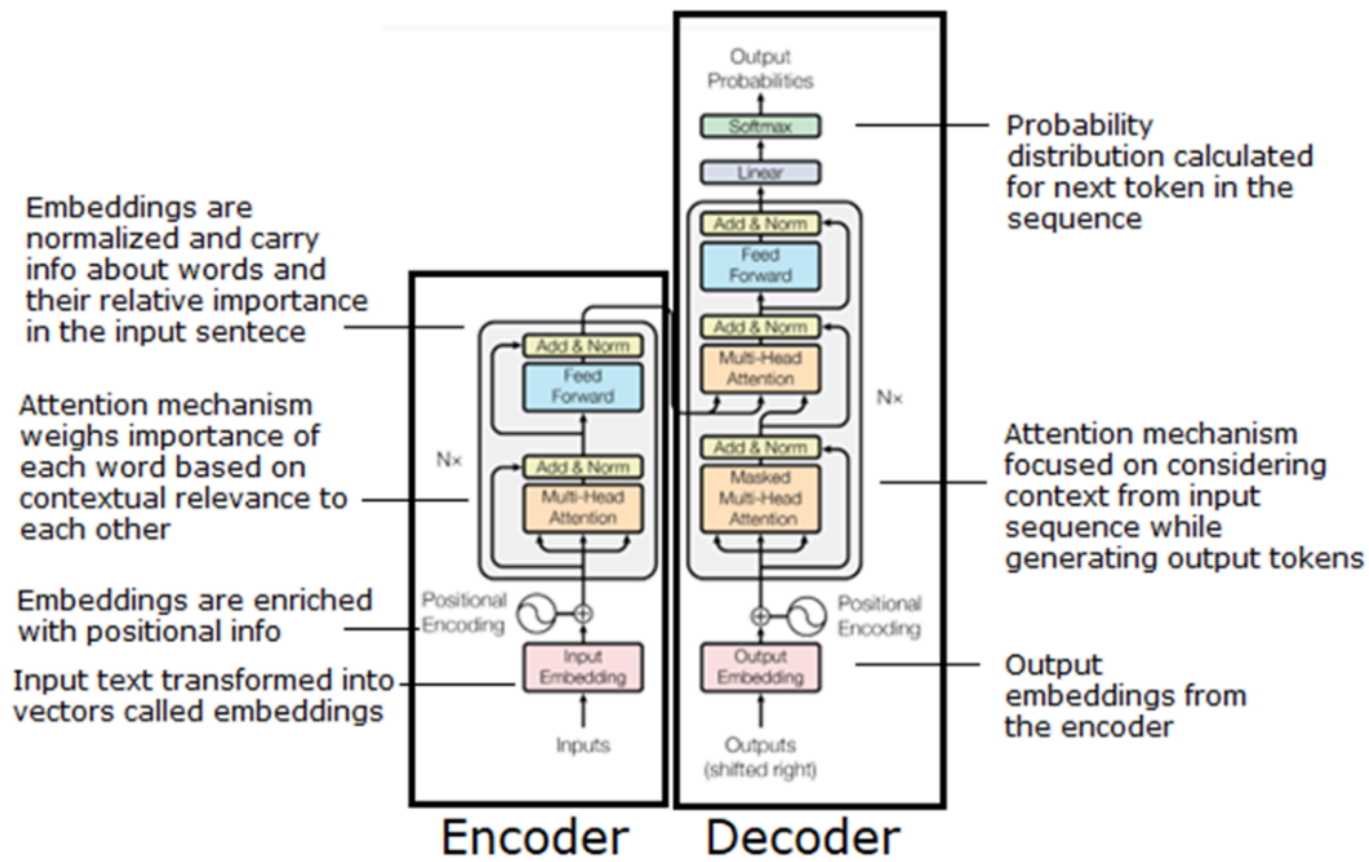 Embeddings are
normalized and carry
info about words and
their relative importance
in the input sentece
Attention mechanism
weighs importance of
each word based on
contextual relevance to
each other
Embeddings are enriched
with positional info
Input text transformed into
vectors called embeddings
Add & Norm
Feed
Forward
Nx
Add & Norm
Multi-Head
Attention
Positional
Encoding
Input
Embedding
Inputs
Encoder
Output
Probabilities
Softmax
Linear
Add & Norm
Feed
Forward
Add & Norm
Multi-Head
Attention
Nx
Add & Norm
Masked
Multi-Head
Attention
Positional
Encoding
Output
Embedding
Outputs
(shifted right)
Decoder
Probability
distribution calculated
for next token in the
sequence
Attention mechanism
focused on considering
context from input
sequence while
generating output tokens
Output
embeddings from
the encoder